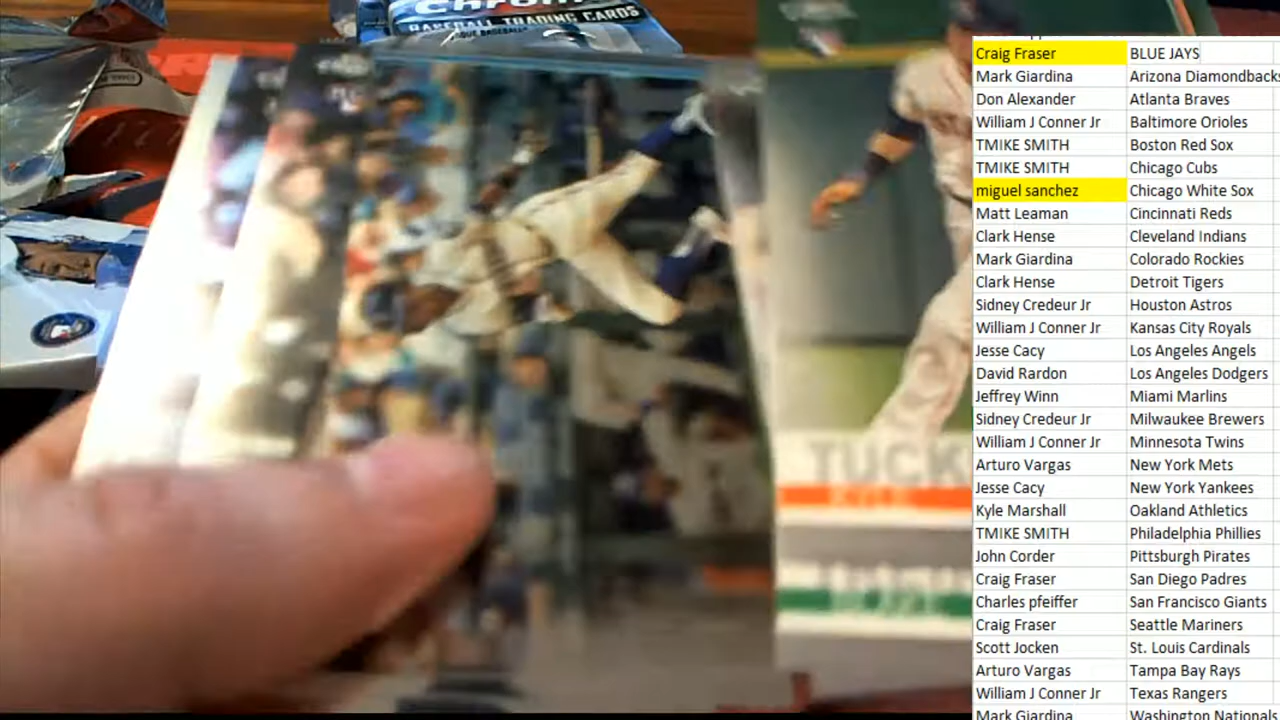 Chrome
BASEBALL TRADING CARDS
TUCK
Craig Fraser BLUE JAYS
Mark Giardina Arizona Diamondbacks
Don Alexander Atlanta Braves
William J Conner Jr Baltimore Orioles
TMIKE SMITH Boston Red Sox
TMIKE SMITH Chicago Cubs
miguel sanchez Chicago White Sox
Matt Leaman Cincinnati Reds
Clark Hense Cleveland Indians
Mark Giardina Colorado Rockies
Clark Hense Detroit Tigers
Sidney Credeur Jr Houston Astros
William J Conner Jr Kansas City Royals
Jesse Cacy Los Angeles Angels
David Rardon Los Angeles Dodgers
Jeffrey Winn Miami Marlins
Sidney Credeur Jr Milwaukee Brewers
William J Conner Jr Minnesota Twins
Arturo Vargas New York Mets
Jesse Cacy New York Yankees
Kyle Marshall Oakland Athletics
TMIKE SMITH Philadelphia Phillies
John Corder Pittsburgh Pirates
Craig Fraser San Diego Padres
Charles pfeiffer San Francisco Giants
Craig Fraser Seattle Mariners
Scott Jocken St. Louis Cardinals
Arturo Vargas Tampa Bay Rays
William J Conner Jr Texas Rangers
Mark Giardina Washington Nationals